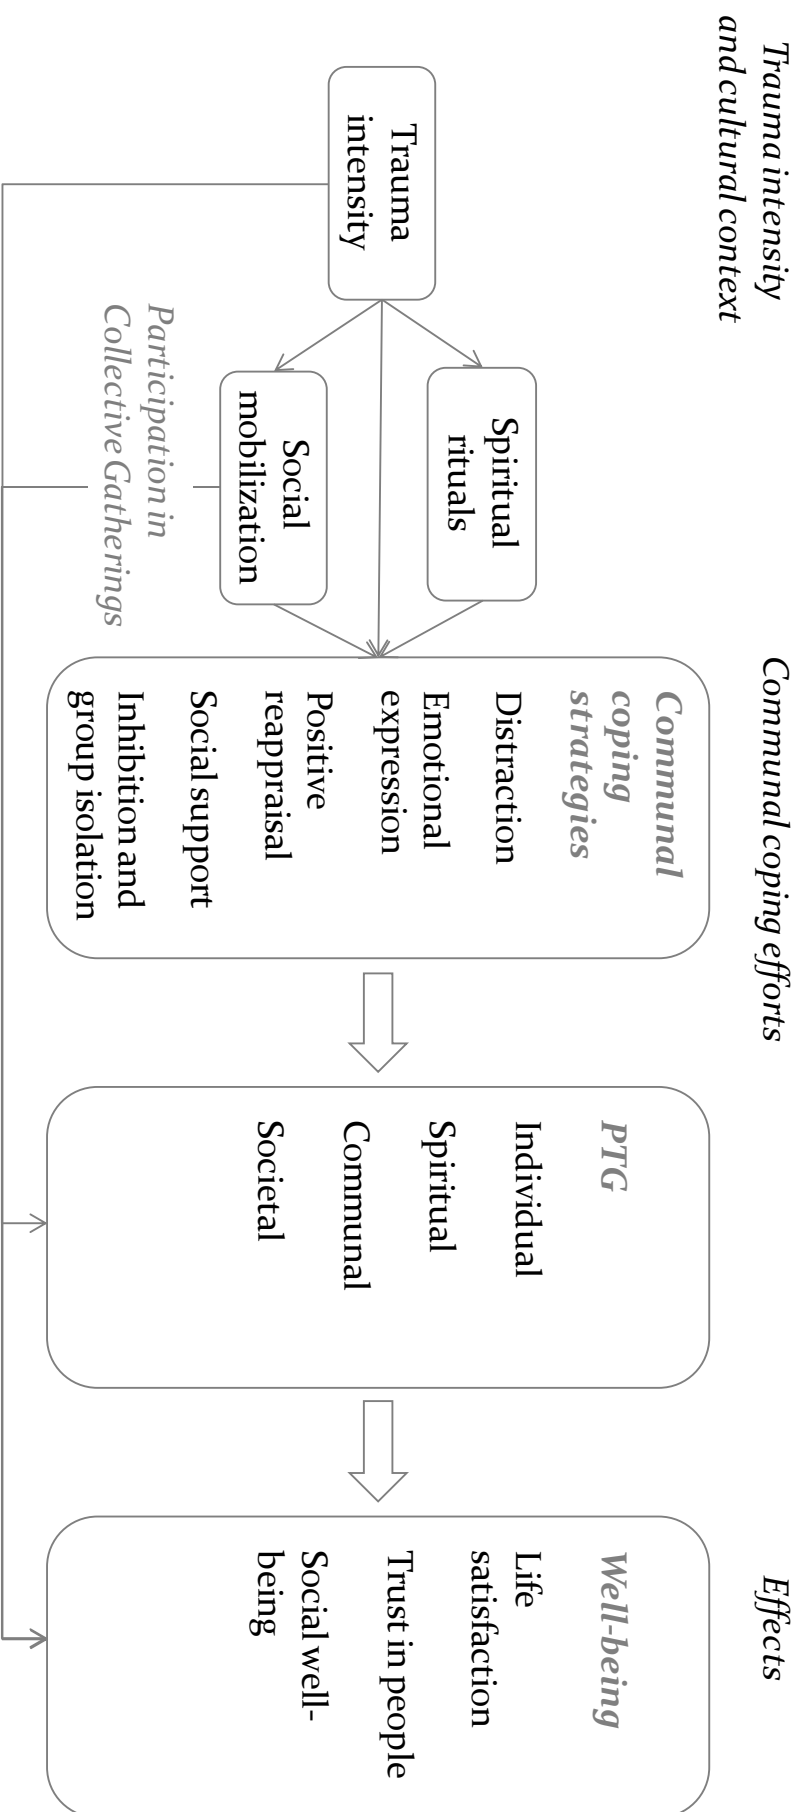 Trauma intensity
and cultural context
Communal coping efforts
Effects
Trauma
intensity
Spiritual
rituals
Social
mobilization
Participation in
Collective Gatherings
Communal
coping
strategies
Distraction
Emotional
expression
Positive
reappraisal
Social support
Inhibition and
group isolation
PTG
Individual
Spiritual
Communal
Societal
Well-being
Life
satisfaction
Trust in people
Social well-
being